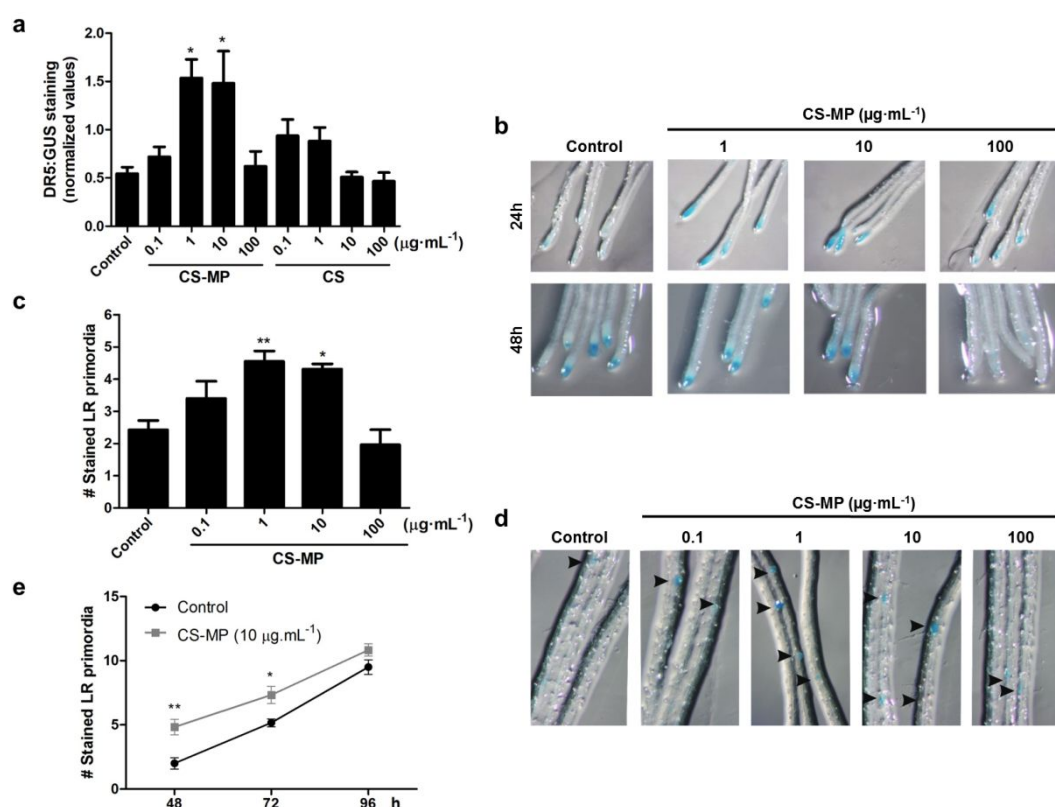 a
DR5:GUS staining
(normalized values)
2.0
1.5
1.0
0.5
0.0
*
*
Control
0.1
1
10
100
0.1
1
10
100
(μg·mL⁻¹)
CS-MP
CS
b
CS-MP (μg·mL⁻¹)
Control
1
10
100
24h
48h
c
# Stained LR primordia
6
5
4
3
2
1
0
**
*
Control
0.1
1
10
100
(μg·mL⁻¹)
CS-MP
d
CS-MP (μg·mL⁻¹)
Control
0.1
1
10
100
e
# Stained LR primordia
15
10
5
0
Control
CS-MP (10 μg.mL⁻¹)
**
*
48
72
96
h